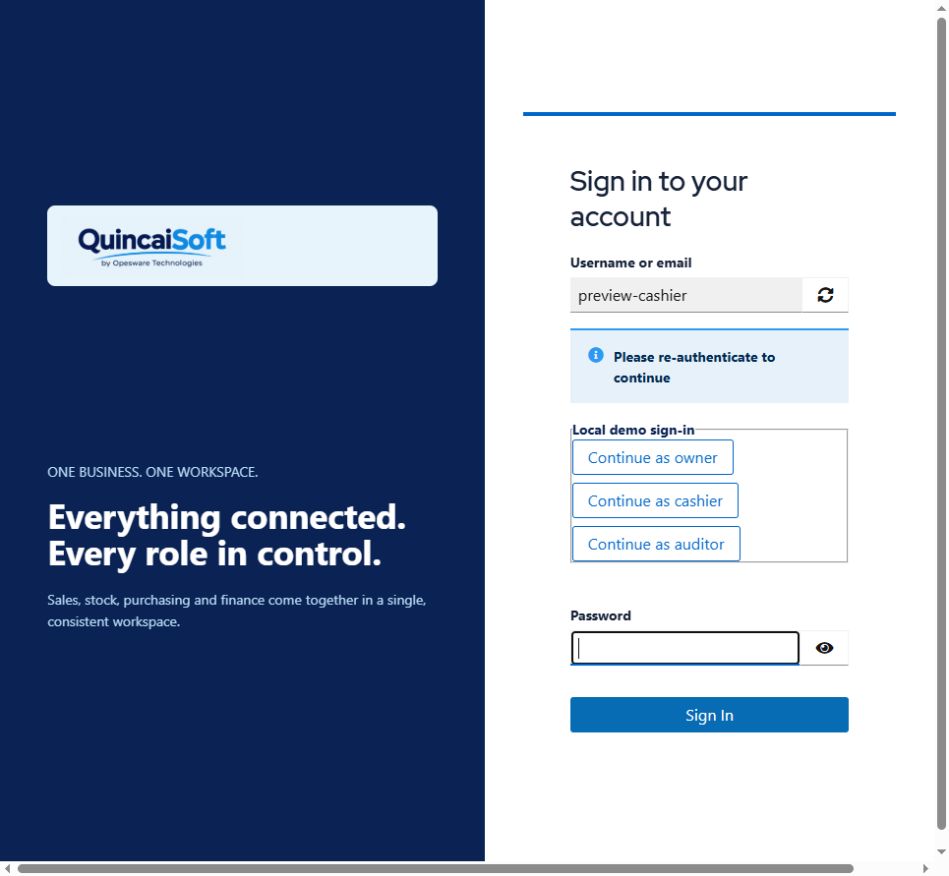 QuincaiSoft
by Opesware Technologies
ONE BUSINESS. ONE WORKSPACE.
Everything connected.
Every role in control.
Sales, stock, purchasing and finance come together in a single,
consistent workspace.
Sign in to your
account
Username or email
preview-cashier
Please re-authenticate to
continue
Local demo sign-in
Continue as owner
Continue as cashier
Continue as auditor
Password
Sign In